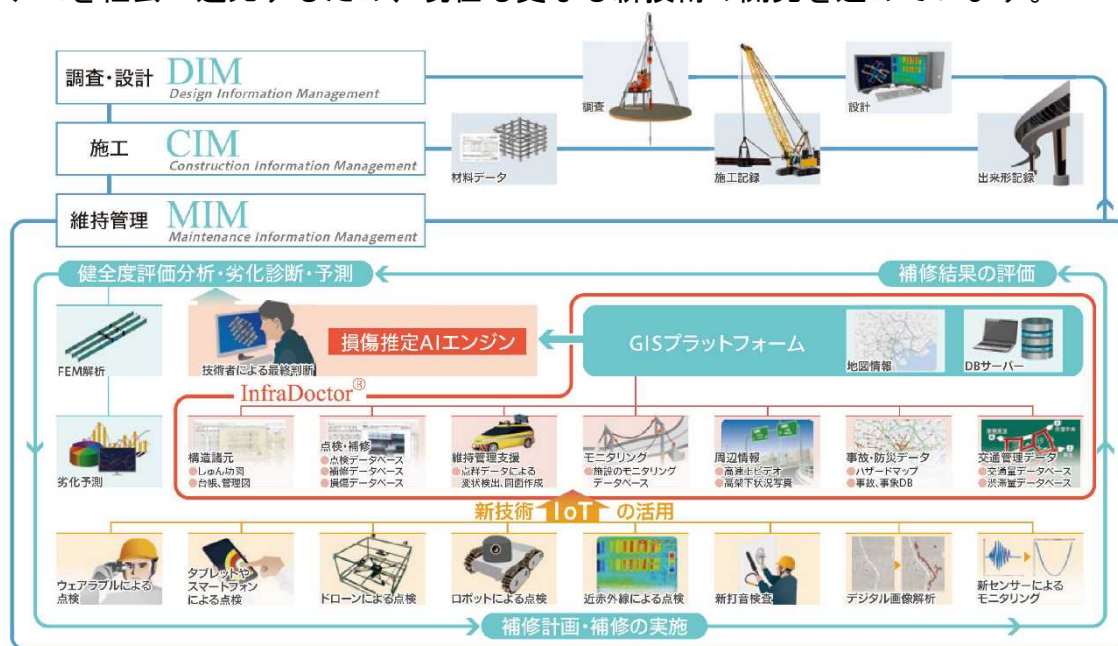 調査・設計 DIM
Design Information Management
調査
設計
施工 CIM
Construction Information Management
材料データ
施工記録
出来形記録
維持管理 MIM
Maintenance Information Management
健全度評価分析・劣化診断・予測
補修結果の評価
FEM解析
技術者による最終判断
損傷推定AIエンジン
GISプラットフォーム
地図情報
DBサーバー
InfraDoctor®
劣化予測
構造諸元
●しゅん功図
●台帳、管理図
点検・補修
●点検データベース
●補修データベース
●損傷データベース
維持管理支援
●点群データによる
変状検出、図面作成
モニタリング
●施設のモニタリング
データベース
周辺情報
●高速上ビデオ
●高架下状況写真
事故・防災データ
●ハザードマップ
●事故、事象DB
交通管理データ
●交通量データベース
●渋滞量データベース
新技術 IoT の活用
ウェアラブルによる
点検
タブレットや
スマートフォン
による点検
ドローンによる点検
ロボットによる点検
近赤外線による点検
新打音検査
デジタル画像解析
新センサーによる
モニタリング
補修計画・補修の実施